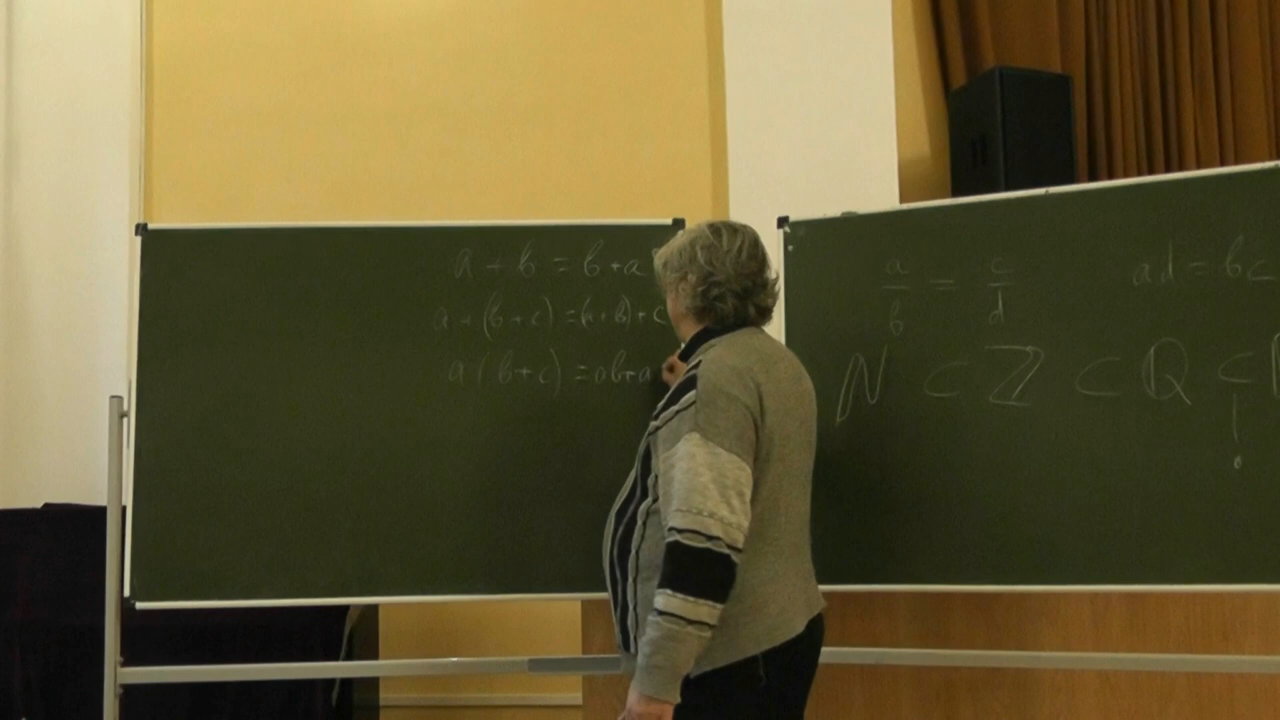 a + b = b + a
a + (b + c) = (a + b) + c
a (b + c) = ab + a
a/b = c/d
ad = bc
N ⊂ Z ⊂ Q ⊂